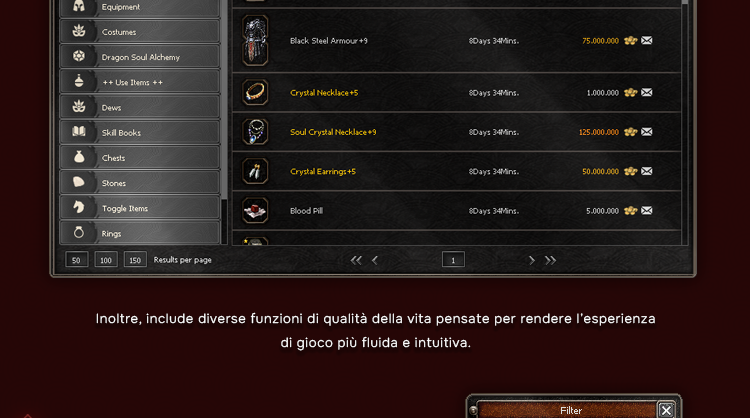 Equipment
Costumes
Dragon Soul Alchemy
++ Use Items ++
Dews
Skill Books
Chests
Stones
Toggle Items
Rings
Black Steel Armour+9 8Days 34Mins. 75.000.000
Crystal Necklace+5 8Days 34Mins. 1.000.000
Soul Crystal Necklace+9 8Days 34Mins. 125.000.000
Crystal Earrings+5 8Days 34Mins. 50.000.000
Blood Pill 8Days 34Mins. 5.000.000
50 100 150 Results per page 1
Inoltre, include diverse funzioni di qualità della vita pensate per rendere l'esperienza
di gioco più fluida e intuitiva.
Filter